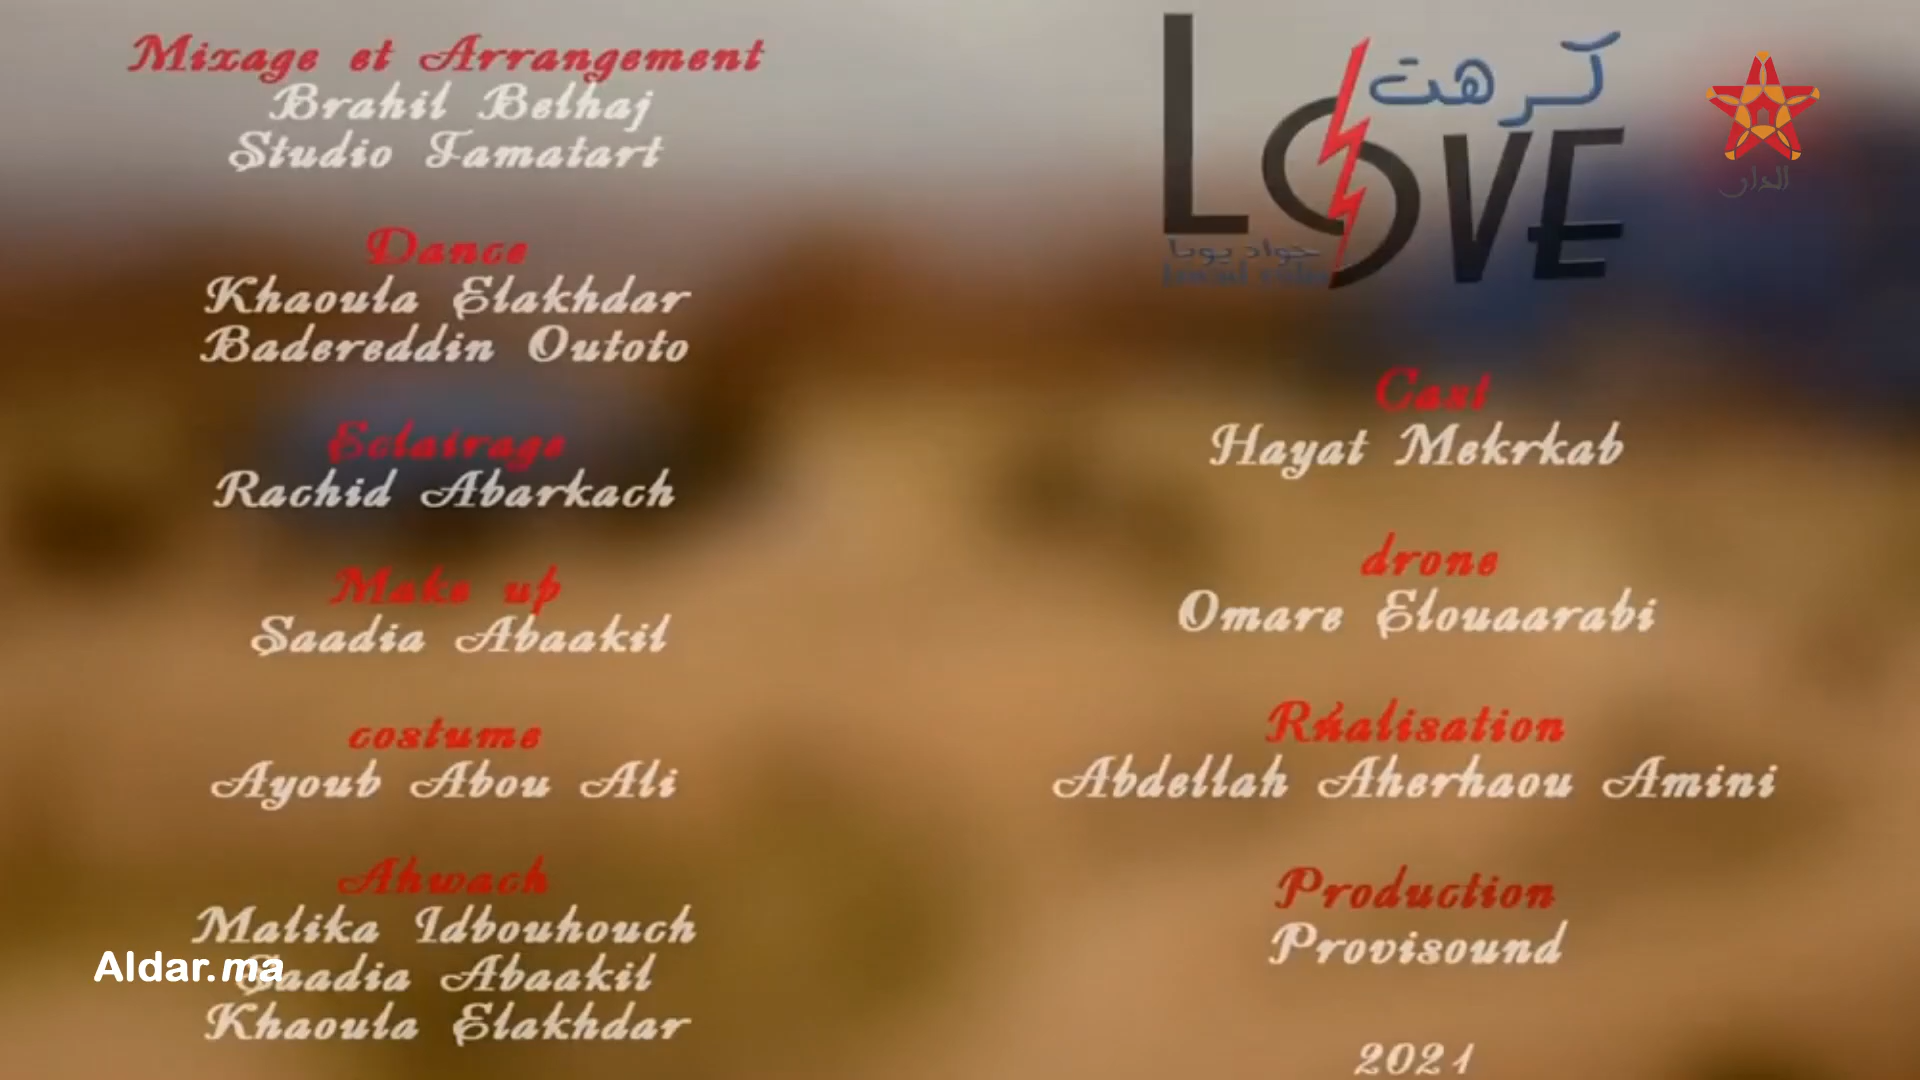 Mixage et Arrangement
Brahil Belhaj
Studio Tamatart
Dance
Khaoula Elakhdar
Badereddin Outoto
Eclairage
Rachid Abarkach
Make up
Saadia Abaakil
costume
Ayoub Abou Ali
Ahwach
Malika Idbouhouch
Saadia Abaakil
Khaoula Elakhdar
Aldar.ma
كرهت
LOVE
جواد يوبا
الدار
Cast
Hayat Mekrkab
drone
Omare Elouaarabi
Abdellah Aherhaou Amini
Production
Provisound
2021